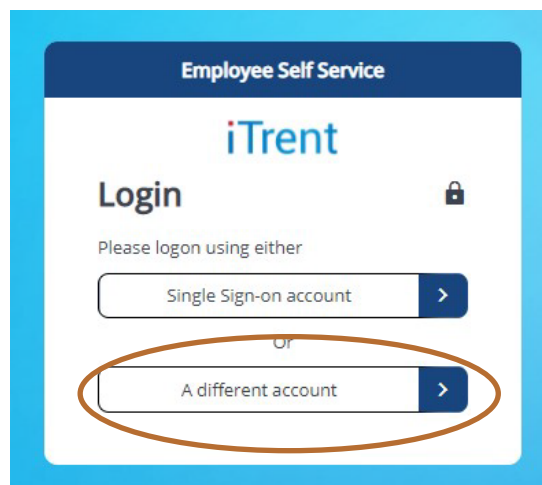 Employee Self Service
iTrent
Login
Please logon using either
Single Sign-on account
Or
A different account